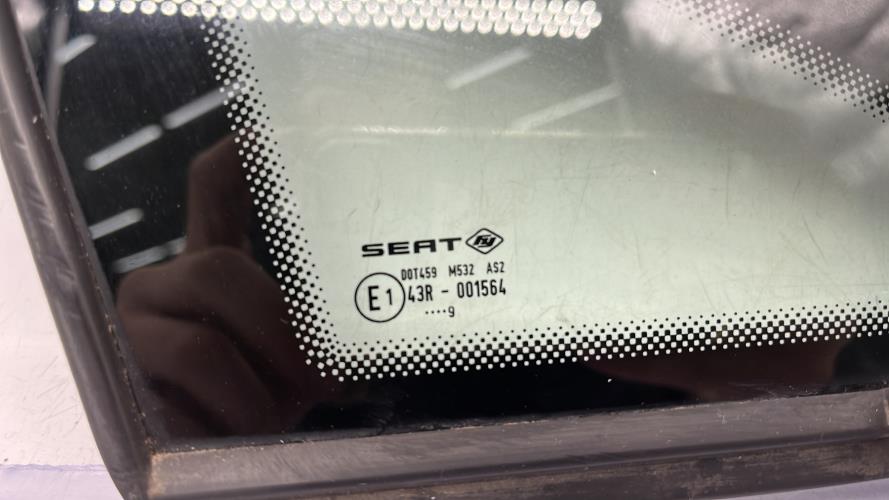 SEAT
DOT459 M532 AS2
E1 43R - 001564
····9